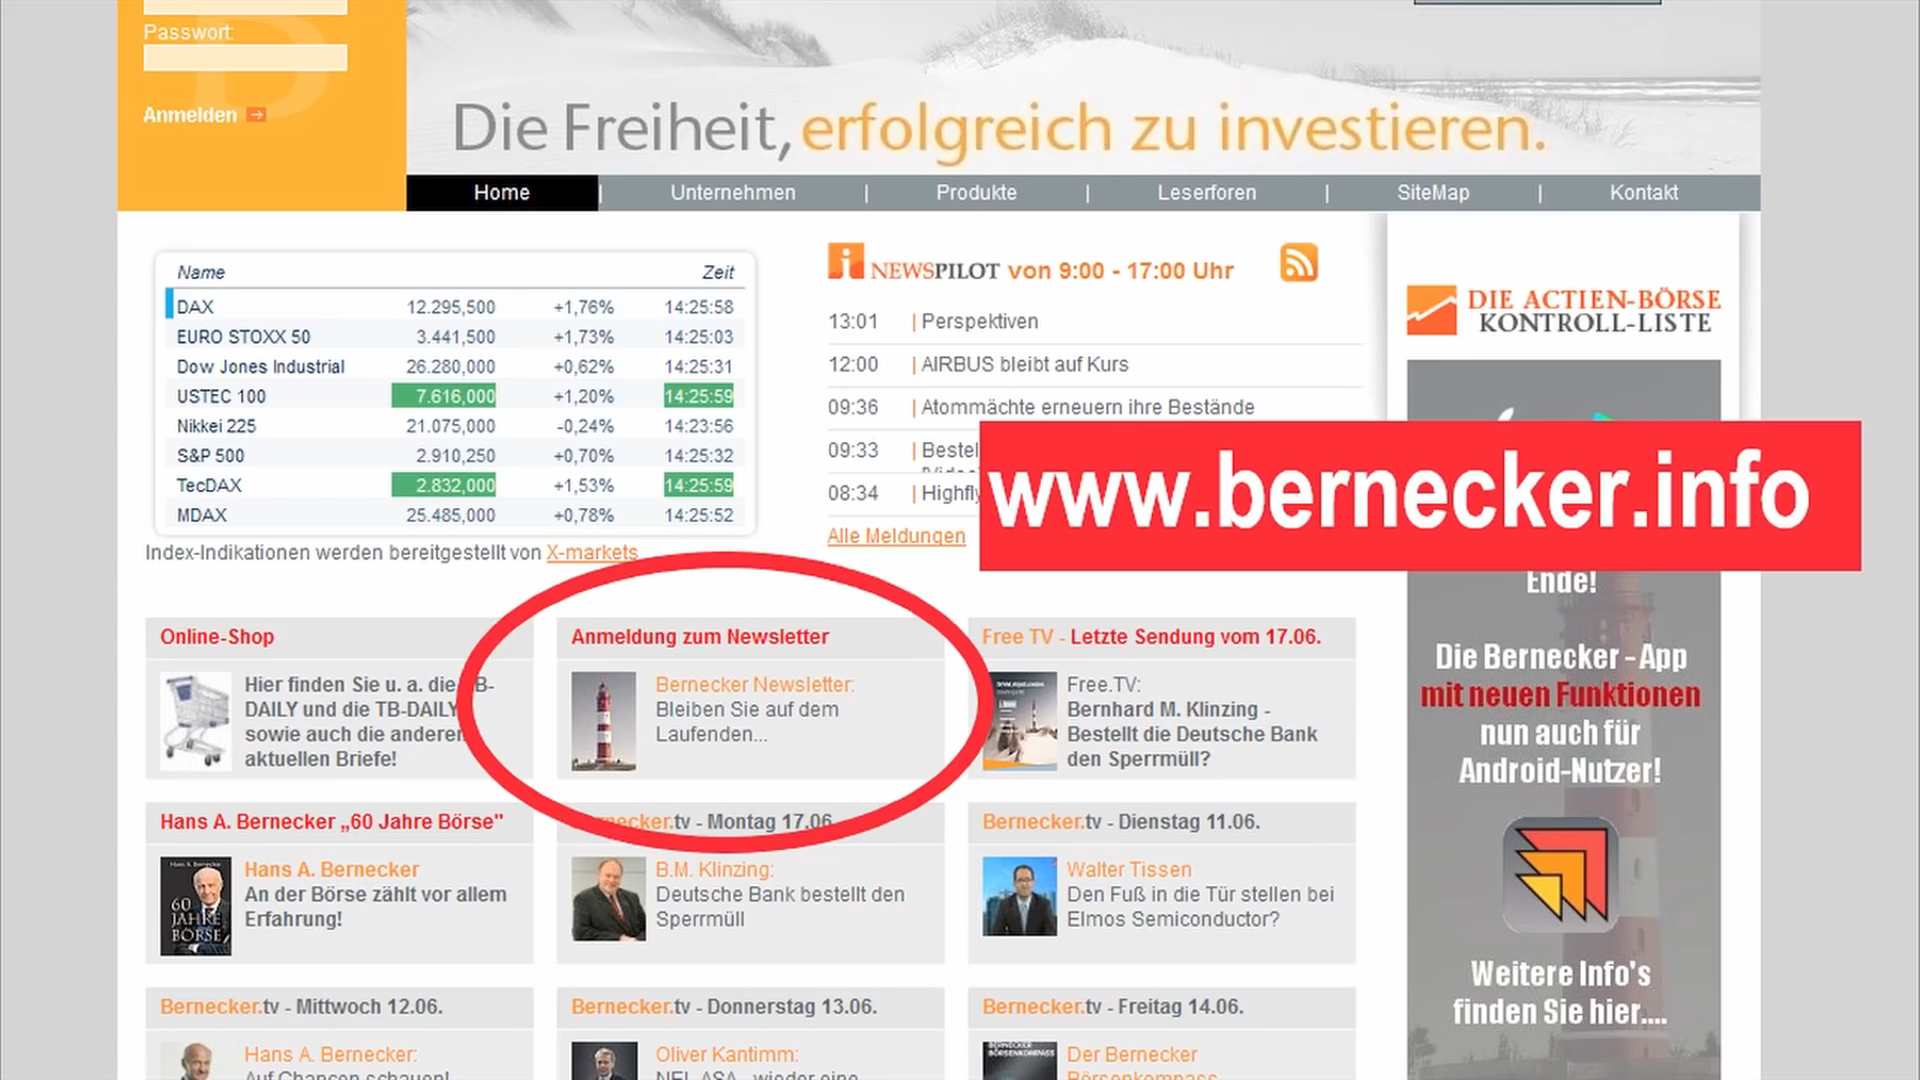 Passwort:
Anmelden
Die Freiheit, erfolgreich zu investieren.
Home | Unternehmen | Produkte | Leserforen | SiteMap | Kontakt
Name Zeit
DAX 12.295,500 +1,76% 14:25:58
EURO STOXX 50 3.441,500 +1,73% 14:25:03
Dow Jones Industrial 26.280,000 +0,62% 14:25:31
USTEC 100 7.616,000 +1,20% 14:25:59
Nikkei 225 21.075,000 -0,24% 14:23:56
S&P 500 2.910,250 +0,70% 14:25:32
TecDAX 2.832,000 +1,53% 14:25:59
MDAX 25.485,000 +0,78% 14:25:52
Index-Indikationen werden bereitgestellt von X-markets
NEWSPILOT von 9:00 - 17:00 Uhr
13:01 | Perspektiven
12:00 | AIRBUS bleibt auf Kurs
09:36 | Atommächte erneuern ihre Bestände
09:33 | Bestel
08:34 | Highfly
Alle Meldungen
DIE ACTIEN-BÖRSE
KONTROLL-LISTE
www.bernecker.info
Ende!
Die Bernecker - App
mit neuen Funktionen
nun auch für
Android-Nutzer!
Weitere Info's
finden Sie hier....
Online-Shop
Hier finden Sie u. a. die B-
DAILY und die TB-DAILY
sowie auch die anderen
aktuellen Briefe!
Anmeldung zum Newsletter
Bernecker Newsletter:
Bleiben Sie auf dem
Laufenden...
Free TV - Letzte Sendung vom 17.06.
Free.TV:
Bernhard M. Klinzing -
Bestellt die Deutsche Bank
den Sperrmüll?
Hans A. Bernecker „60 Jahre Börse"
Hans A. Bernecker
60
JAHRE
BÖRSE
Hans A. Bernecker
An der Börse zählt vor allem
Erfahrung!
Bernecker.tv - Montag 17.06.
B.M. Klinzing:
Deutsche Bank bestellt den
Sperrmüll
Bernecker.tv - Dienstag 11.06.
Walter Tissen
Den Fuß in die Tür stellen bei
Elmos Semiconductor?
Bernecker.tv - Mittwoch 12.06.
Hans A. Bernecker:
Auf Chancen schauen!
Bernecker.tv - Donnerstag 13.06.
Oliver Kantimm:
NEL ASA - wieder eine
Bernecker.tv - Freitag 14.06.
BERNECKER
BÖRSENKOMPASS
Der Bernecker
Börsenkompass